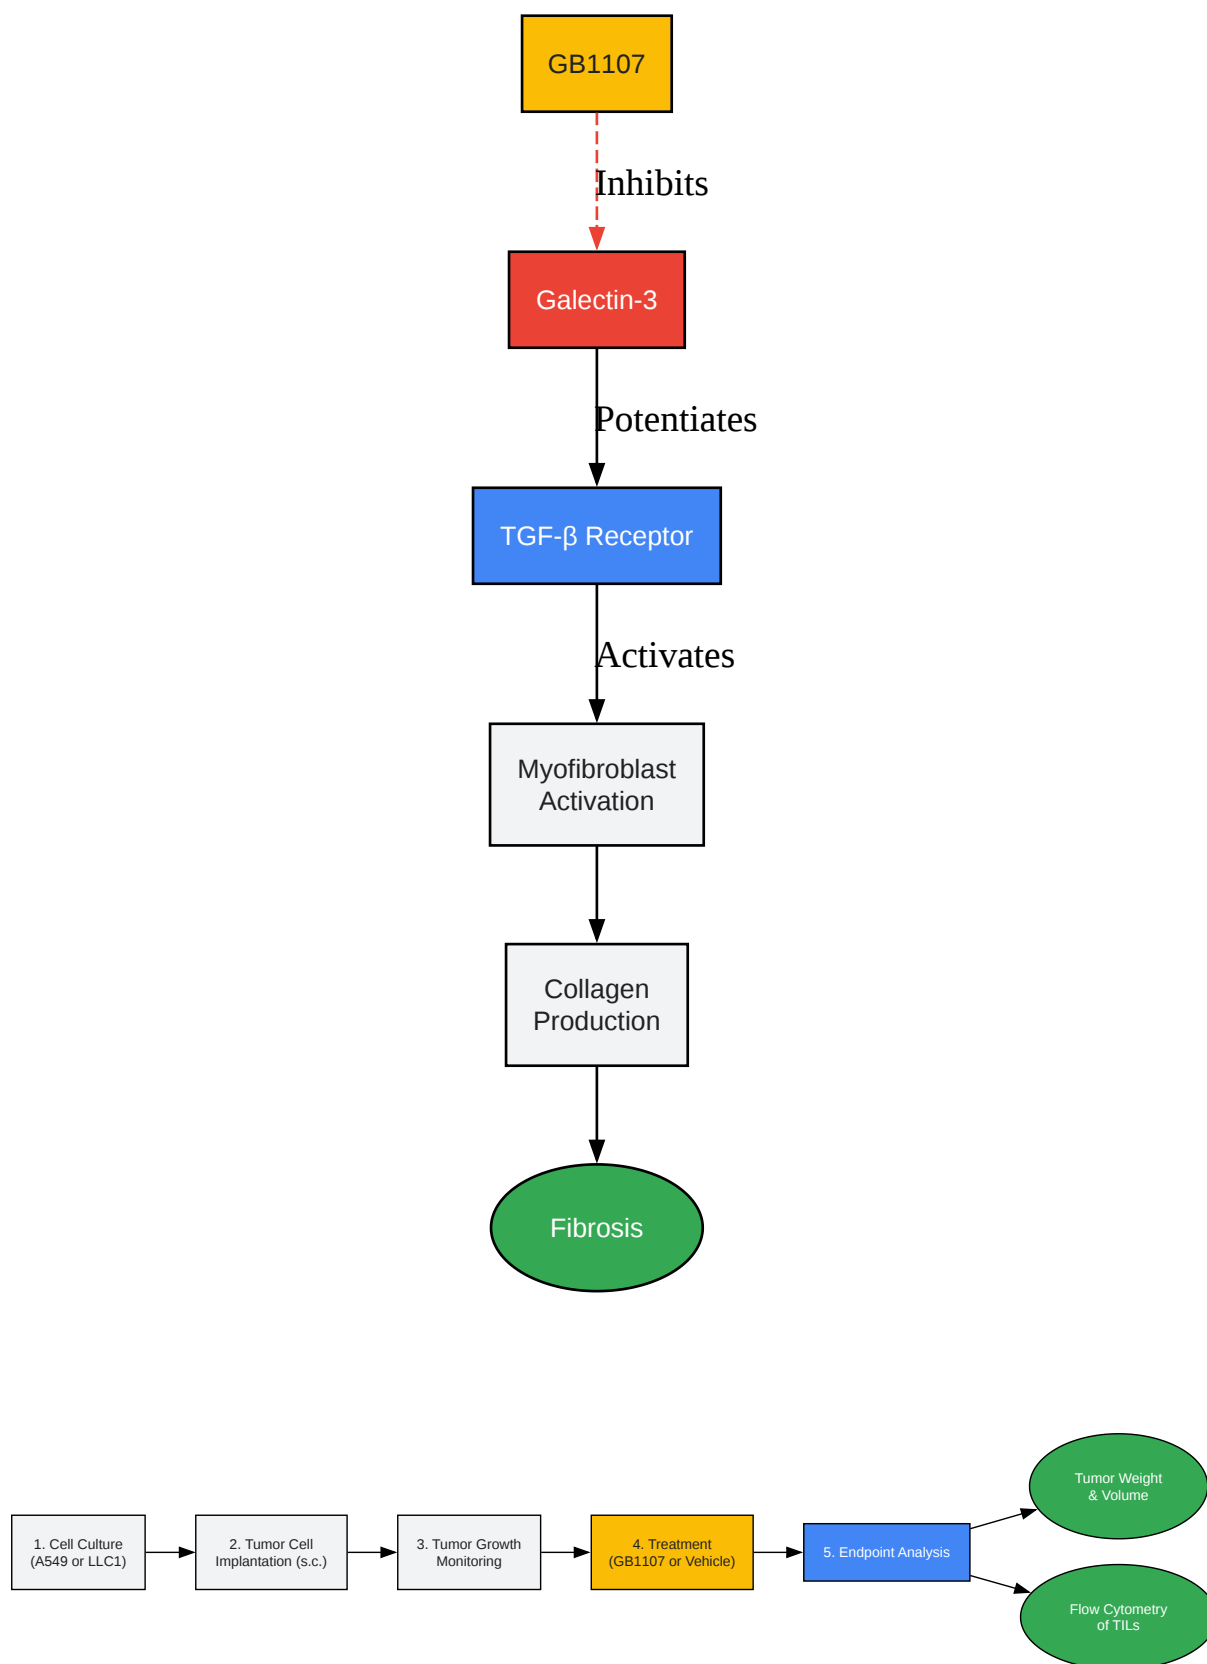 GB1107
Inhibits
Galectin-3
Potentiates
TGF-β Receptor
Activates
Myofibroblast
Activation
Collagen
Production
Fibrosis
1. Cell Culture
(A549 or LLC1)
2. Tumor Cell
Implantation (s.c.)
3. Tumor Growth
Monitoring
4. Treatment
(GB1107 or Vehicle)
5. Endpoint Analysis
Tumor Weight
& Volume
Flow Cytometry
of TILs